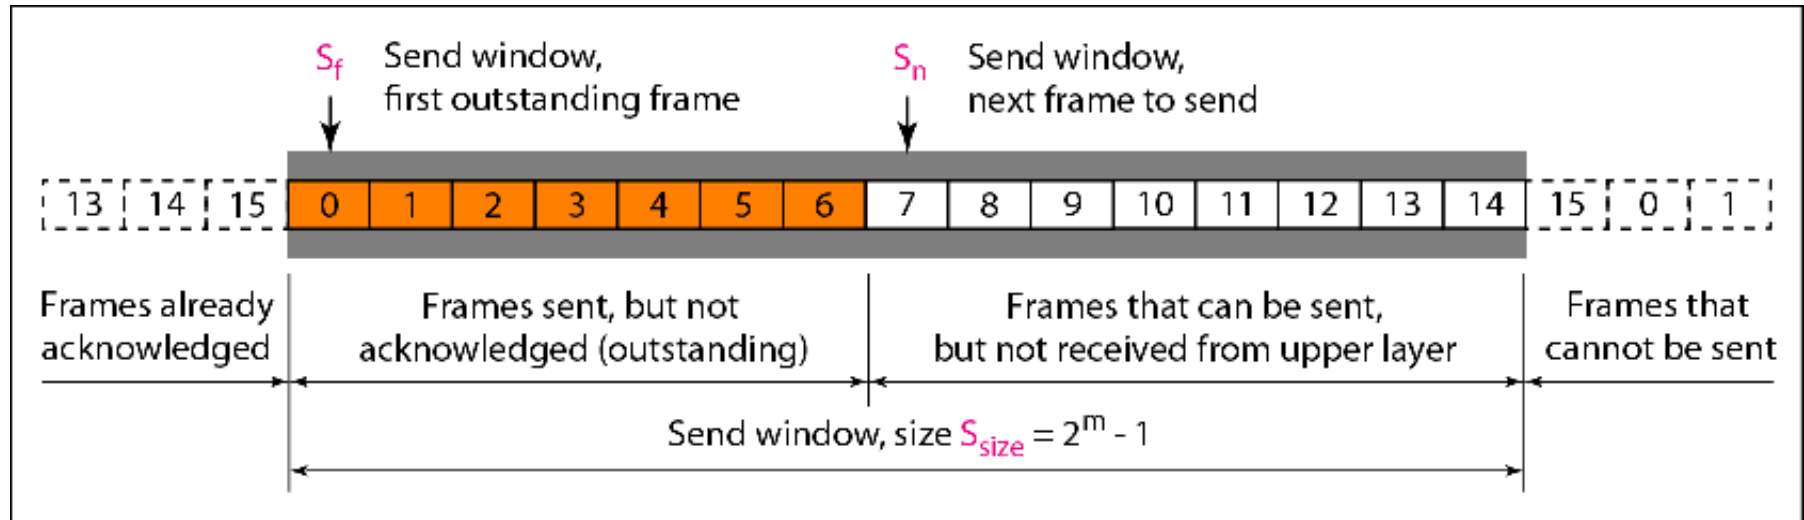 Sf Send window,
first outstanding frame
Sn Send window,
next frame to send
13 14 15 0 1 2 3 4 5 6 7 8 9 10 11 12 13 14 15 0 1
Frames already
acknowledged
Frames sent, but not
acknowledged (outstanding)
Frames that can be sent,
but not received from upper layer
Frames that
cannot be sent
Send window, size Ssize = 2^m - 1